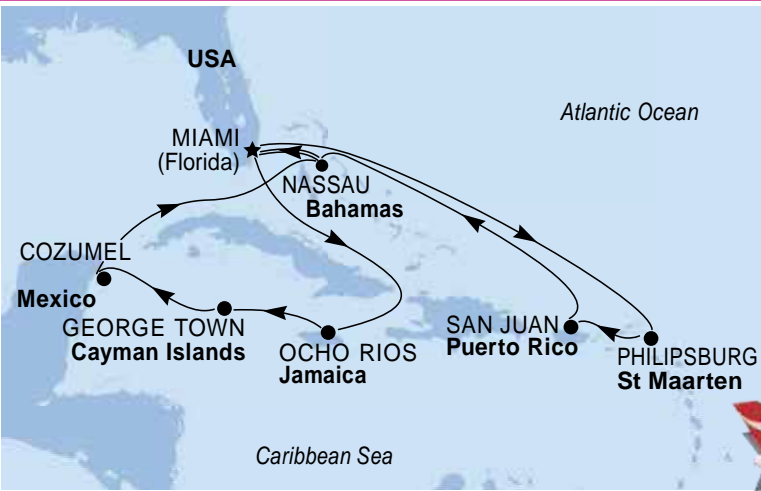 USA
Atlantic Ocean
MIAMI
(Florida)
NASSAU
Bahamas
COZUMEL
Mexico
GEORGE TOWN
Cayman Islands
OCHO RIOS
Jamaica
SAN JUAN
Puerto Rico
PHILIPSBURG
St Maarten
Caribbean Sea